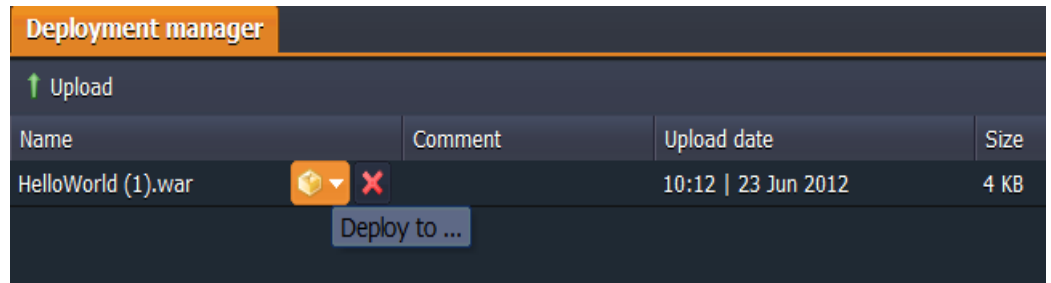 Deployment manager
Upload
Name Comment Upload date Size
HelloWorld (1).war 10:12 | 23 Jun 2012 4 KB
Deploy to ...